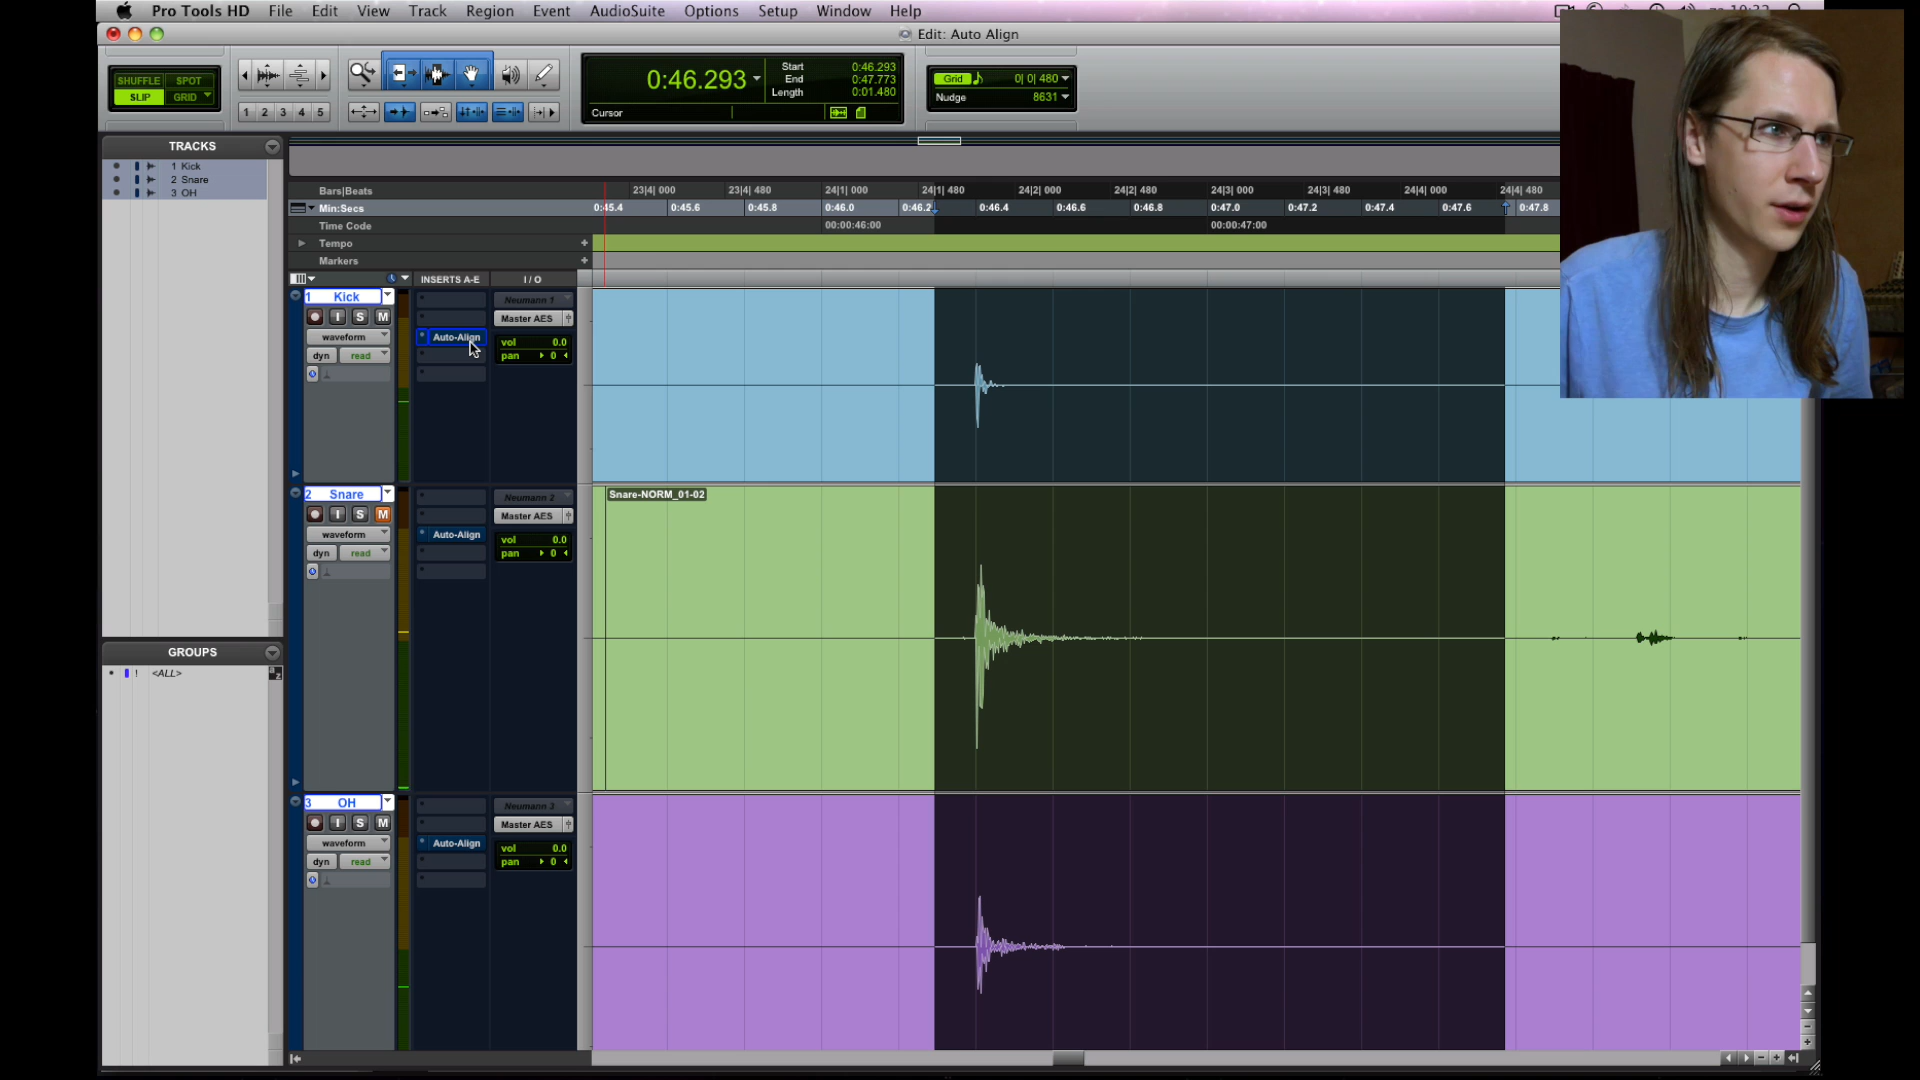 Pro Tools HD File Edit View Track Region Event AudioSuite Options Setup Window Help
Edit: Auto Align
SHUFFLE SPOT
SLIP GRID
1 2 3 4 5
0:46.293
Start 0:46.293
End 0:47.773
Length 0:01.480
Cursor
Grid 0| 0| 480
Nudge 8631
TRACKS
1 Kick
2 Snare
3 OH
GROUPS
! <ALL>
Bars|Beats 23|4| 000 23|4| 480 24|1| 000 24|1| 480 24|2| 000 24|2| 480 24|3| 000 24|3| 480 24|4| 000 24|4| 480
Min:Secs 0:45.4 0:45.6 0:45.8 0:46.0 0:46.2 0:46.4 0:46.6 0:46.8 0:47.0 0:47.2 0:47.4 0:47.6 0:47.8
Time Code 00:00:46:00 00:00:47:00
Tempo
Markers
INSERTS A-E I / O
1 Kick
Neumann 1
I S M
Master AES
waveform
Auto-Align
vol 0.0
dyn read
pan 0
2 Snare
Neumann 2
Snare-NORM_01-02
I S M
Master AES
waveform
Auto-Align
vol 0.0
dyn read
pan 0
3 OH
Neumann 3
I S M
Master AES
waveform
Auto-Align
vol 0.0
dyn read
pan 0